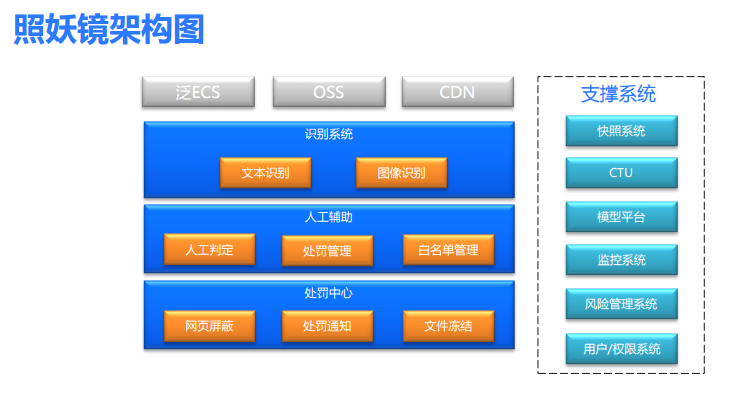 照妖镜架构图
泛ECS
OSS
CDN
识别系统
文本识别
图像识别
人工辅助
人工判定
处罚管理
白名单管理
处罚中心
网页屏蔽
处罚通知
文件冻结
支撑系统
快照系统
CTU
模型平台
监控系统
风险管理系统
用户/权限系统